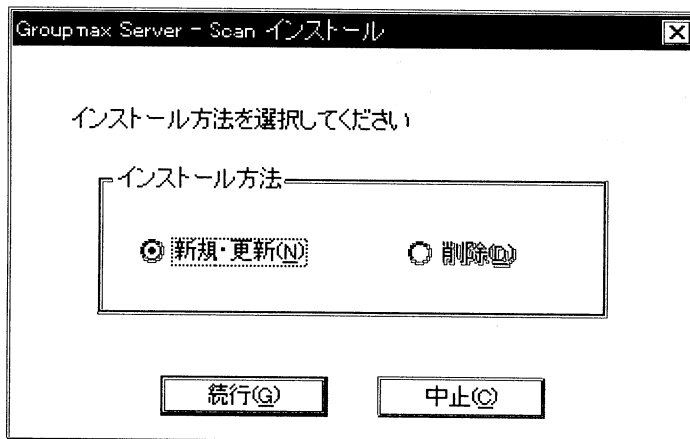 Groupmax Server - Scan インストール
インストール方法を選択してください
インストール方法
新規・更新(N) 削除(D)
続行(G) 中止(C)